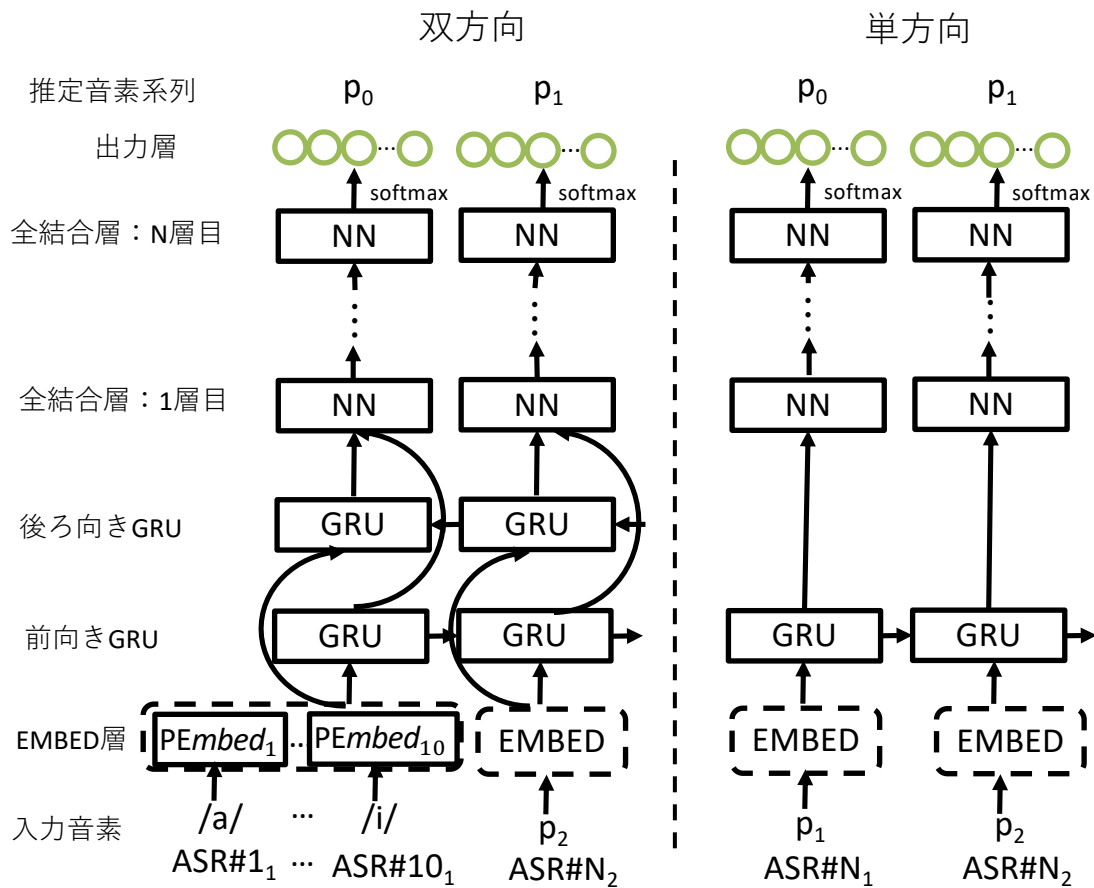 双方向 単方向
推定音素系列 p₀ p₁ p₀ p₁
出力層 ... ... ... ...
softmax softmax softmax softmax
全結合層：N層目 NN NN NN NN
全結合層：1層目 NN NN NN NN
後ろ向きGRU GRU GRU
前向きGRU GRU GRU GRU GRU
EMBED層 PEmbed₁ ... PEmbed₁₀ EMBED EMBED EMBED
入力音素 /a/ ... /i/ p₂ p₁ p₂
ASR#1₁ ... ASR#10₁ ASR#N₂ ASR#N₁ ASR#N₂